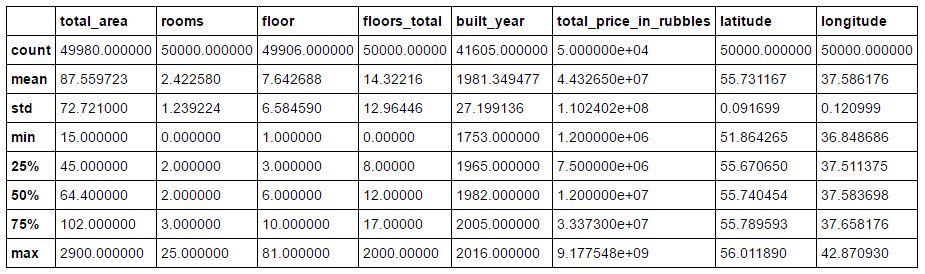 total_area rooms floor floors_total built_year total_price_in_rubbles latitude longitude
count 49980.000000 50000.000000 49906.000000 50000.00000 41605.000000 5.000000e+04 50000.000000 50000.000000
mean 87.559723 2.422580 7.642688 14.32216 1981.349477 4.432650e+07 55.731167 37.586176
std 72.721000 1.239224 6.584590 12.96446 27.199136 1.102402e+08 0.091699 0.120999
min 15.000000 0.000000 1.000000 0.00000 1753.000000 1.200000e+06 51.864265 36.848686
25% 45.000000 2.000000 3.000000 8.00000 1965.000000 7.500000e+06 55.670650 37.511375
50% 64.400000 2.000000 6.000000 12.00000 1982.000000 1.200000e+07 55.740454 37.583698
75% 102.000000 3.000000 10.000000 17.00000 2005.000000 3.337300e+07 55.789593 37.658176
max 2900.000000 25.000000 81.000000 2000.00000 2016.000000 9.177548e+09 56.011890 42.870930